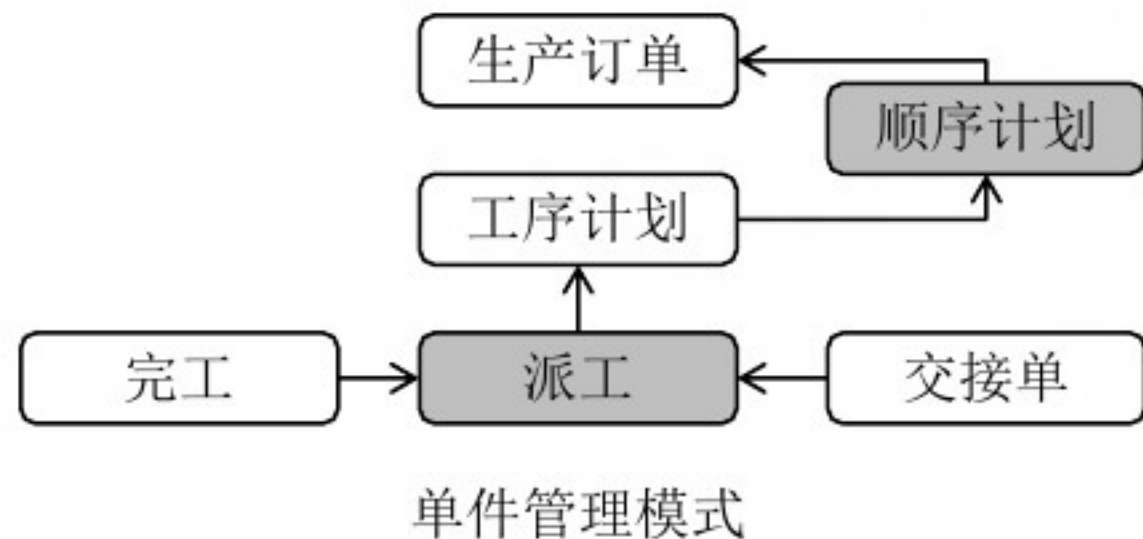 生产订单
顺序计划
工序计划
完工
派工
交接单
单件管理模式